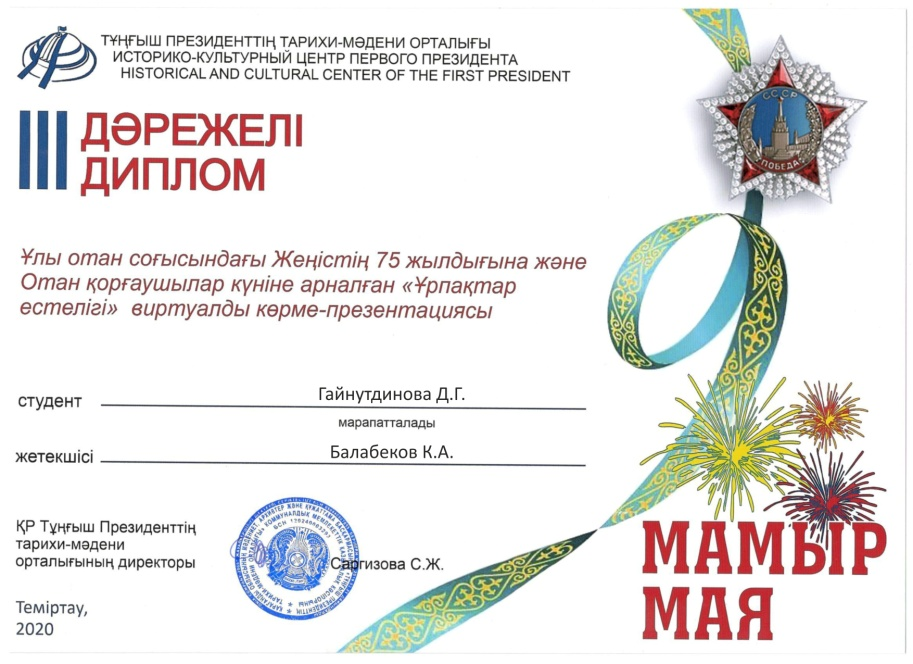 ТҰҢҒЫШ ПРЕЗИДЕНТТІҢ ТАРИХИ-МӘДЕНИ ОРТАЛЫҒЫ
ИСТОРИКО-КУЛЬТУРНЫЙ ЦЕНТР ПЕРВОГО ПРЕЗИДЕНТА
HISTORICAL AND CULTURAL CENTER OF THE FIRST PRESIDENT
III ДӘРЕЖЕЛІ
ДИПЛОМ
СССР
ПОБЕДА
Ұлы отан соғысындағы Жеңістің 75 жылдығына және
Отан қорғаушылар күніне арналған «Ұрпақтар
естелігі» виртуалды көрме-презентациясы
студент Гайнутдинова Д.Г.
марапатталады
жетекшісі Балабеков К.А.
ҚР Тұңғыш Президенттің
тарихи-мәдени
орталығының директоры Саргизова С.Ж.
Теміртау,
2020
9
МАМЫР
МАЯ